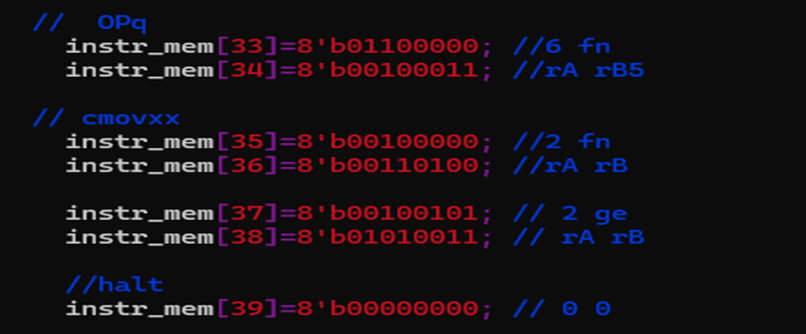 //  OPq
instr_mem[33]=8'b01100000; //6 fn
instr_mem[34]=8'b00100011; //rA rB5
// cmovxx
instr_mem[35]=8'b00100000; //2 fn
instr_mem[36]=8'b00110100; //rA rB
instr_mem[37]=8'b00100101; // 2 ge
instr_mem[38]=8'b01010011; // rA rB
//halt
instr_mem[39]=8'b00000000; // 0 0